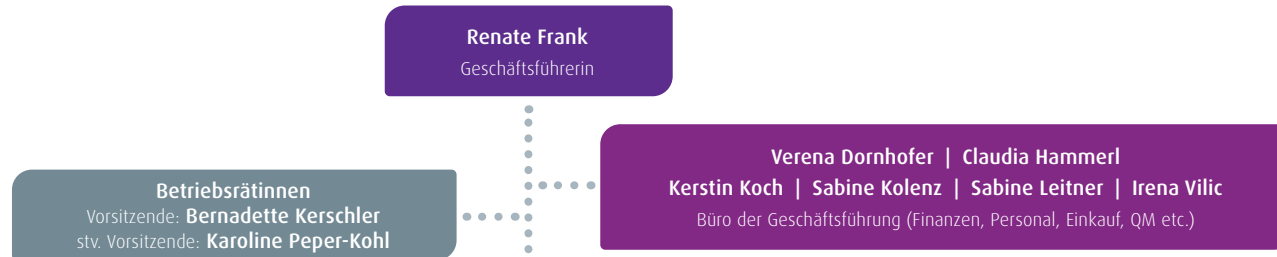 Renate Frank
Geschäftsführerin
Verena Dornhofer | Claudia Hammerl
Kerstin Koch | Sabine Kolenz | Sabine Leitner | Irena Vilic
Büro der Geschäftsführung (Finanzen, Personal, Einkauf, QM etc.)
Betriebsrätinnen
Vorsitzende: Bernadette Kerschler
stv. Vorsitzende: Karoline Peper-Kohl